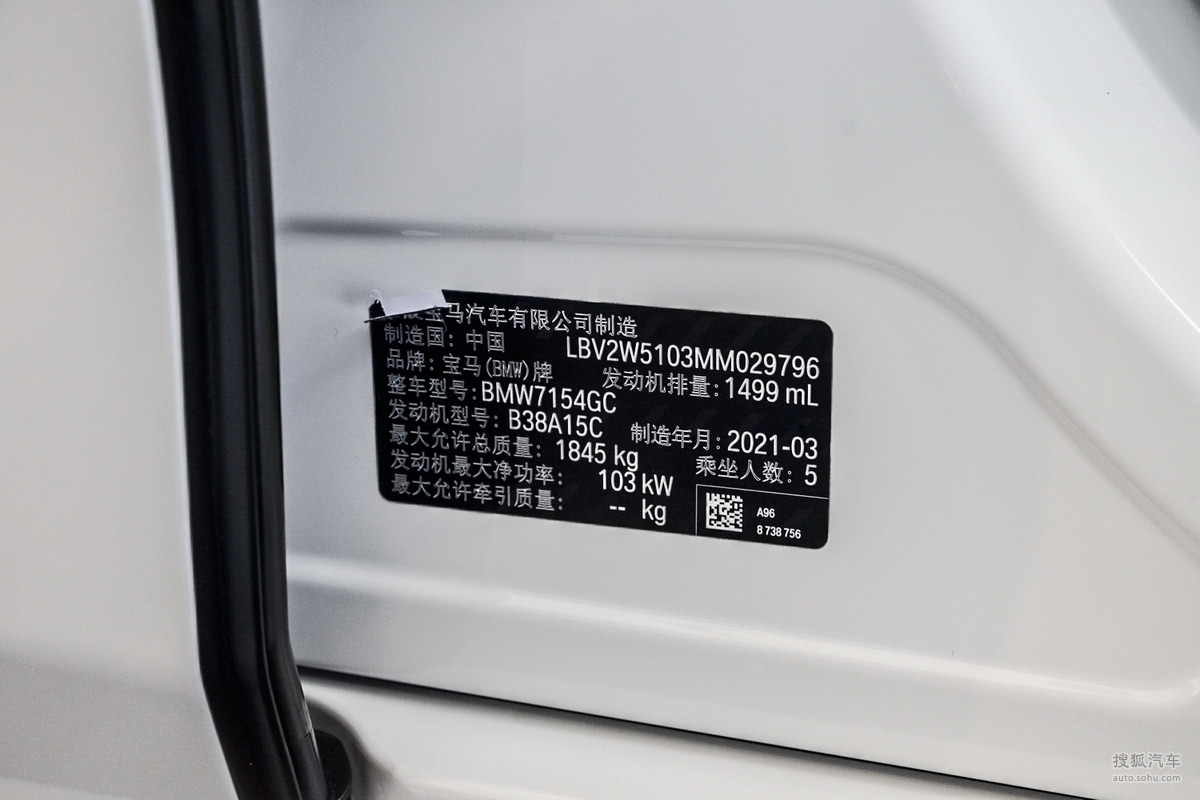 宝马汽车有限公司制造
制造国：中国 LBV2W5103MM029796
品牌：宝马(BMW)牌 发动机排量：1499 mL
整车型号：BMW7154GC
发动机型号：B38A15C 制造年月：2021-03
最大允许总质量：1845 kg 乘坐人数：5
发动机最大净功率：103 kW
最大允许牵引质量：-- kg
A96
8 738 756
搜狐汽车
auto.sohu.com